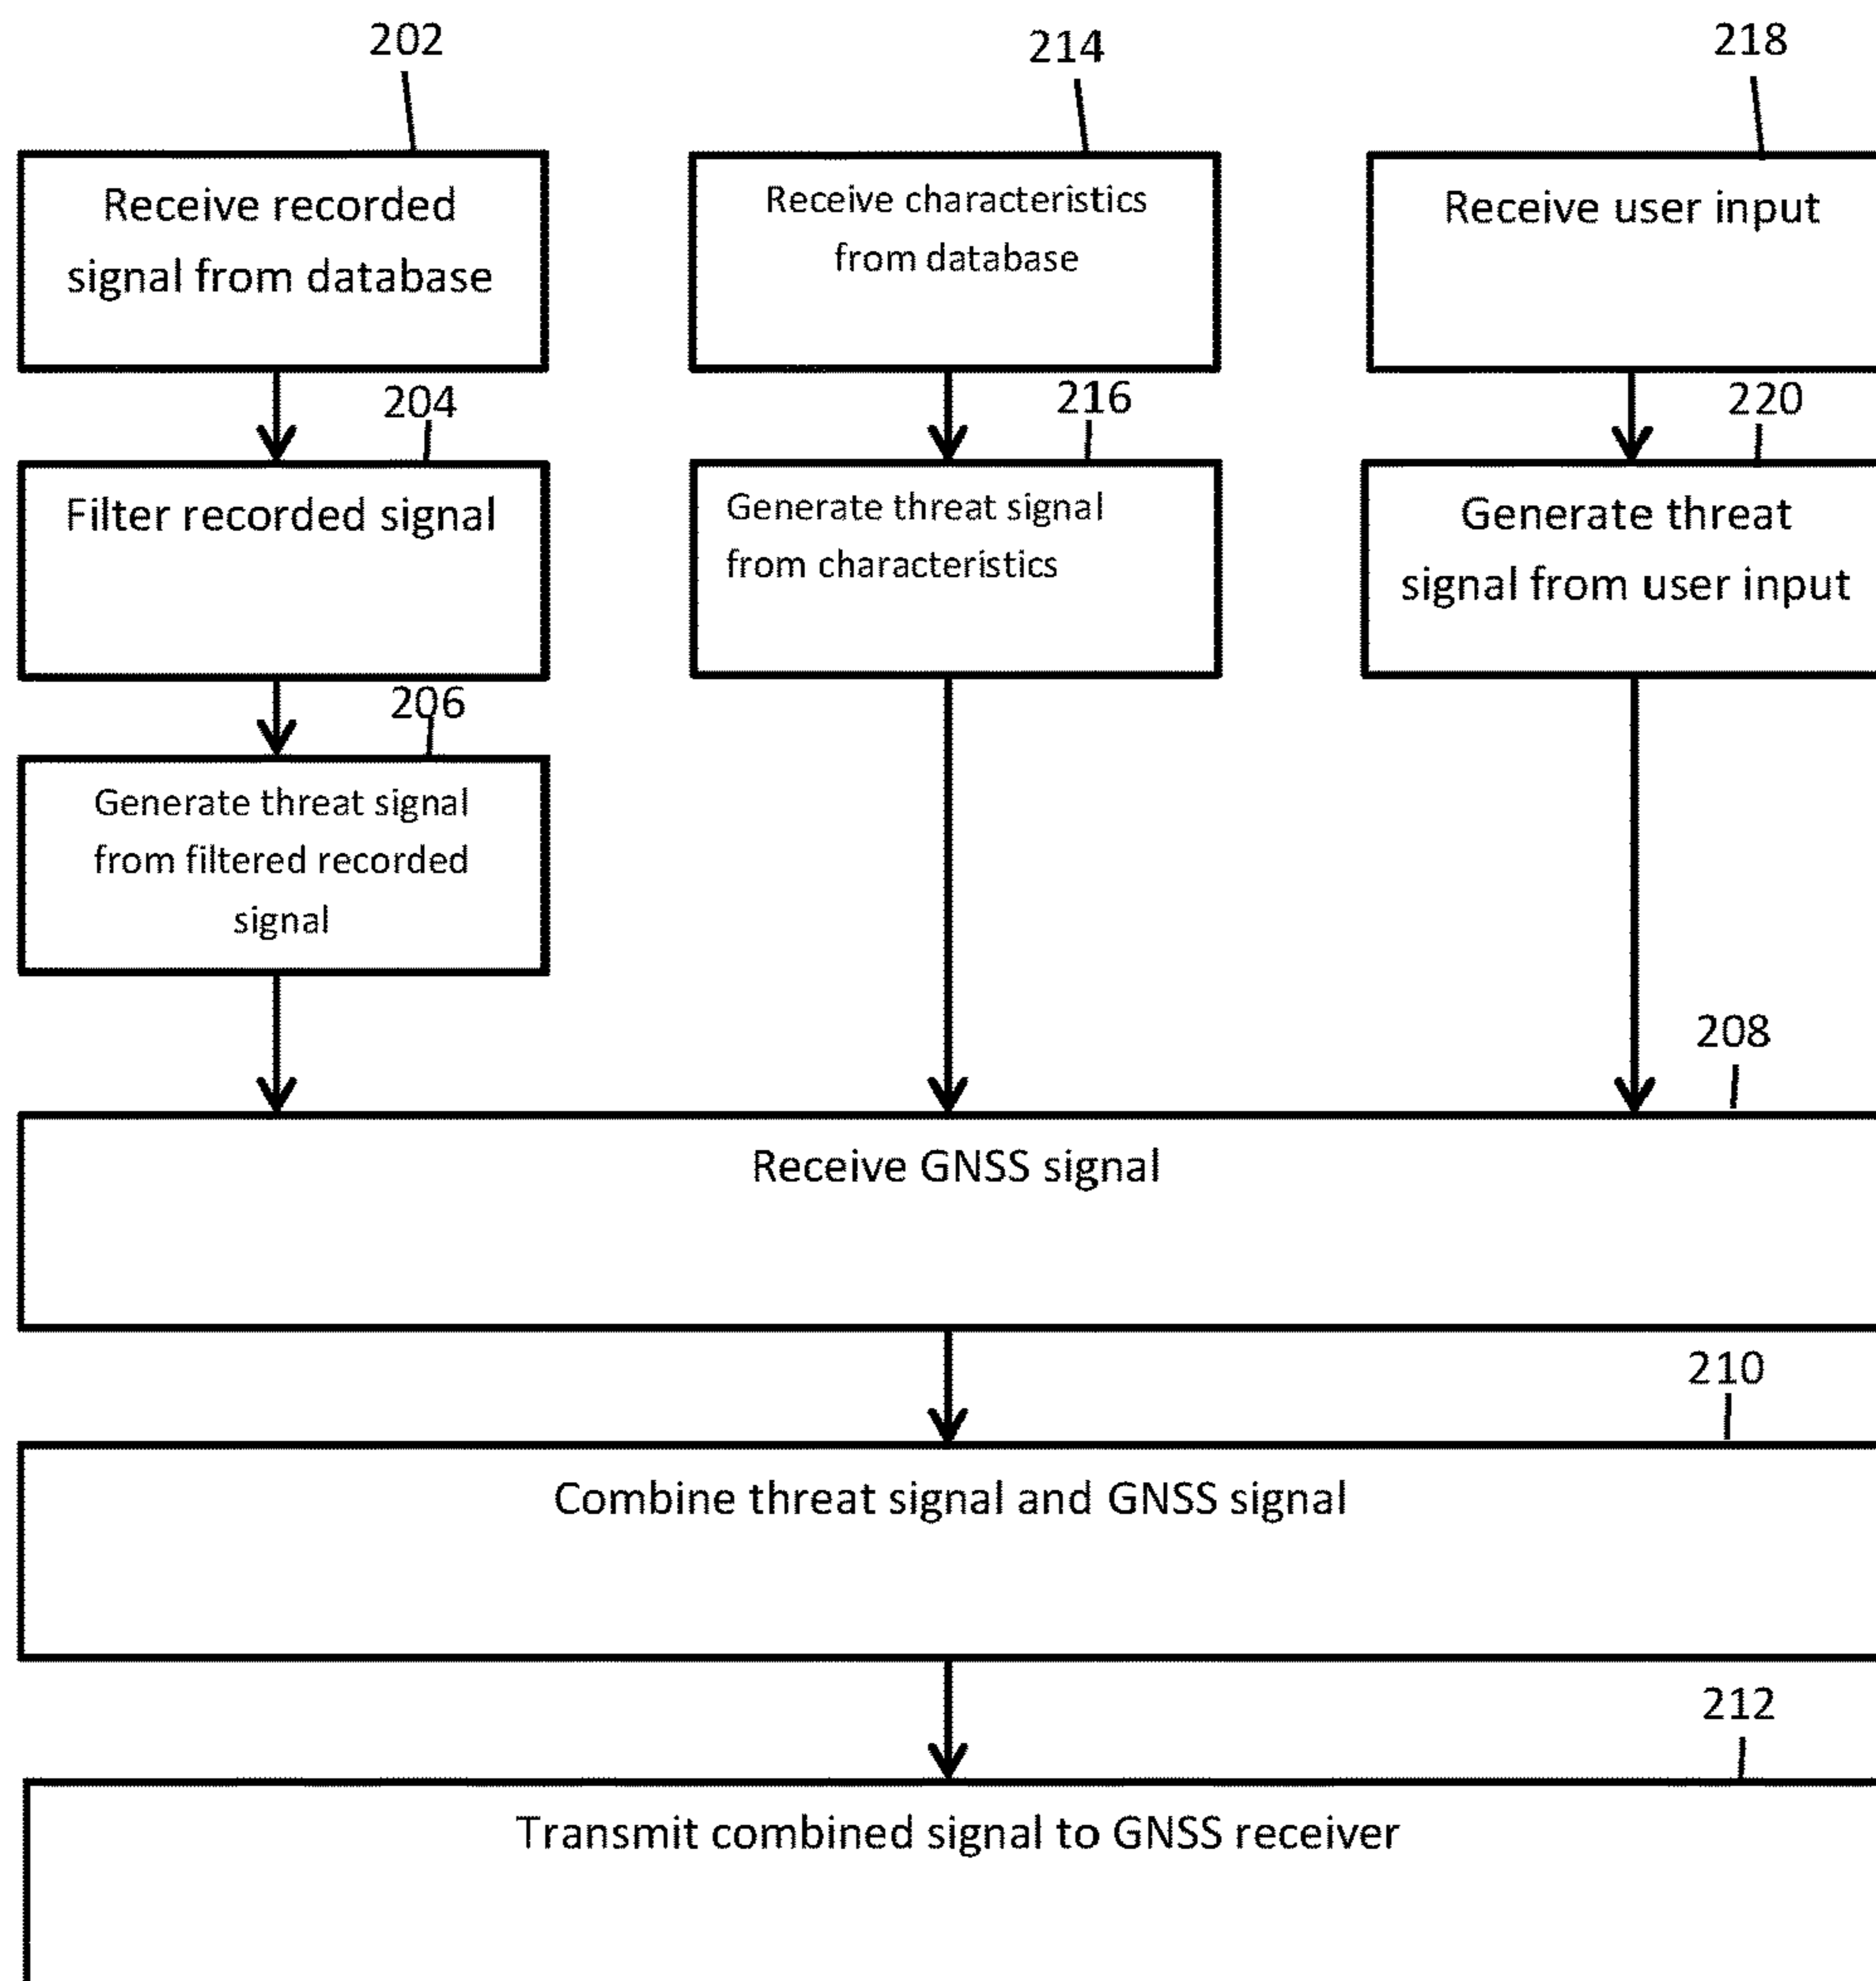 202
214
218
Receive recorded
signal from database
Receive characteristics
from database
Receive user input
204
216
220
Filter recorded signal
Generate threat signal
from characteristics
Generate threat
signal from user input
206
Generate threat signal
from filtered recorded
signal
208
Receive GNSS signal
210
Combine threat signal and GNSS signal
212
Transmit combined signal to GNSS receiver